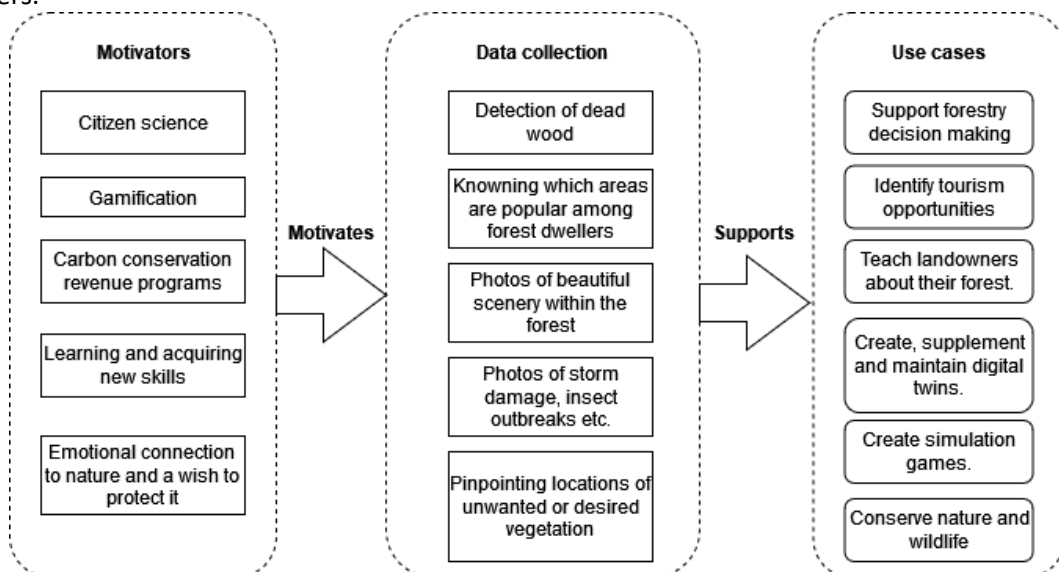 ers.
Motivators
Citizen science
Gamification
Carbon conservation
revenue programs
Learning and acquiring
new skills
Emotional connection
to nature and a wish to
protect it
Motivates
Data collection
Detection of dead
wood
Knowning which areas
are popular among
forest dwellers
Photos of beautiful
scenery within the
forest
Photos of storm
damage, insect
outbreaks etc.
Pinpointing locations of
unwanted or desired
vegetation
Supports
Use cases
Support forestry
decision making
Identify tourism
opportunities
Teach landowners
about their forest.
Create, supplement
and maintain digital
twins.
Create simulation
games.
Conserve nature and
wildlife